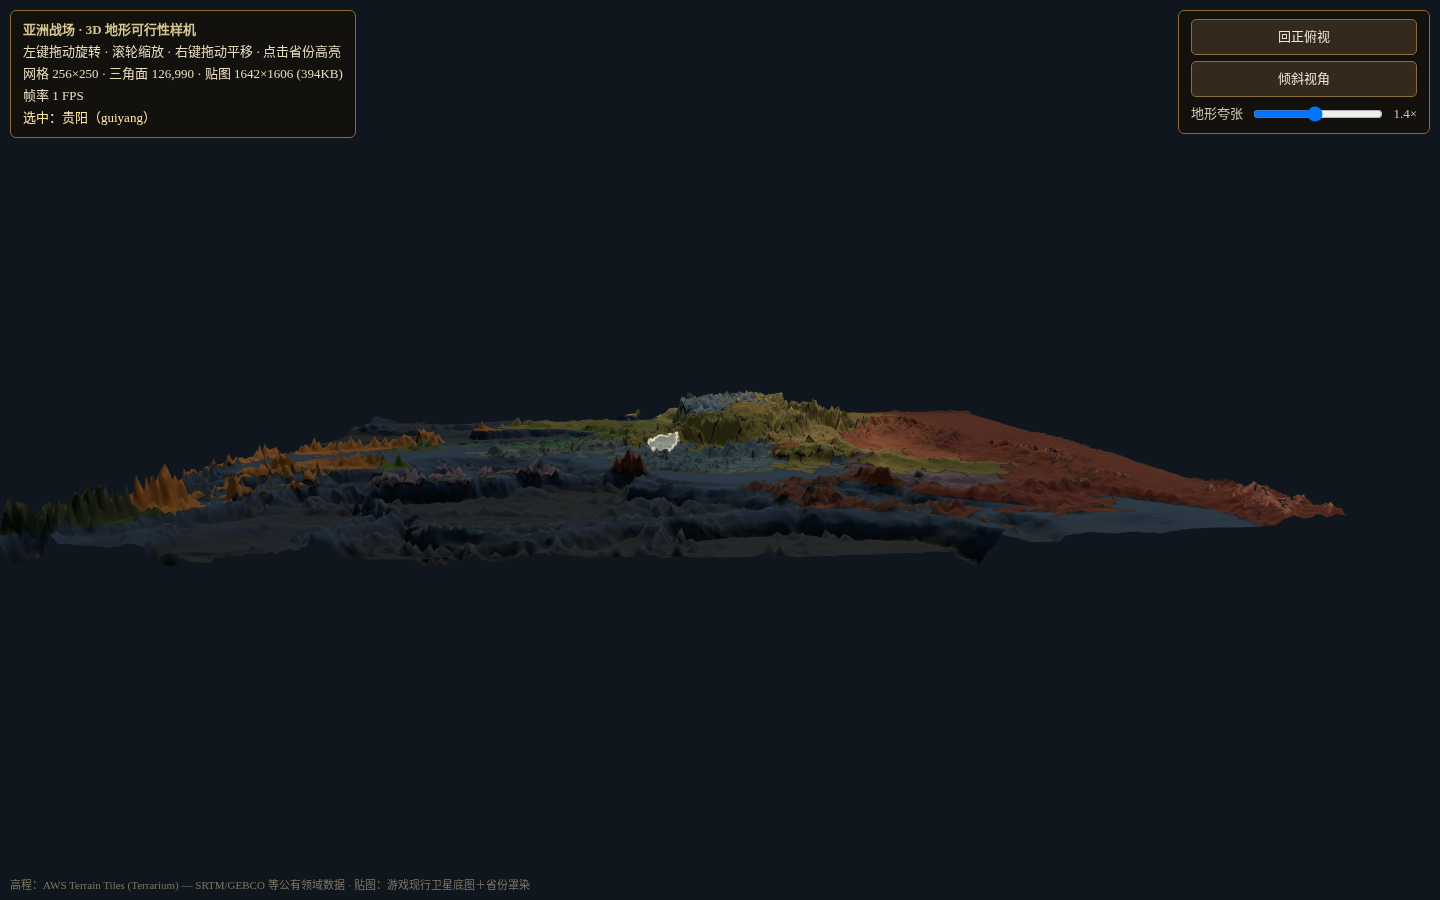 亚洲战场 · 3D 地形可行性样机
左键拖动旋转 · 滚轮缩放 · 右键拖动平移 · 点击省份高亮
网格 256×250 · 三角面 126,990 · 贴图 1642×1606 (394KB)
帧率 1 FPS
选中：贵阳（guiyang）
回正俯视
倾斜视角
地形夸张 1.4×
高程：AWS Terrain Tiles (Terrarium) — SRTM/GEBCO 等公有领域数据 · 贴图：游戏现行卫星底图＋省份罩染